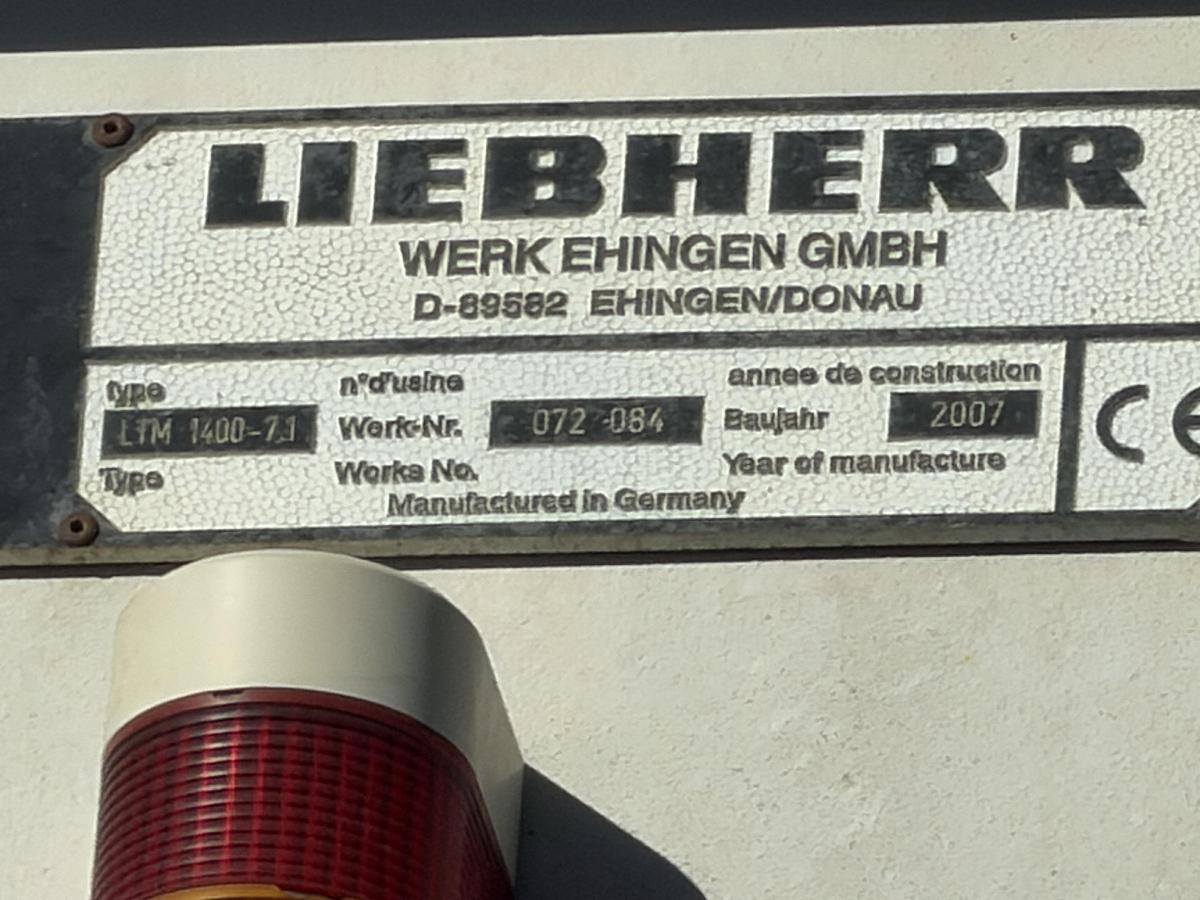 LIEBHERR
WERK EHINGEN GMBH
D-89582 EHINGEN/DONAU
type n°d'usine annee de construction
LTM 1400-7.1 Werk-Nr. 072 084 Baujahr 2007
Type Works No. Year of manufacture
Manufactured in Germany
CE